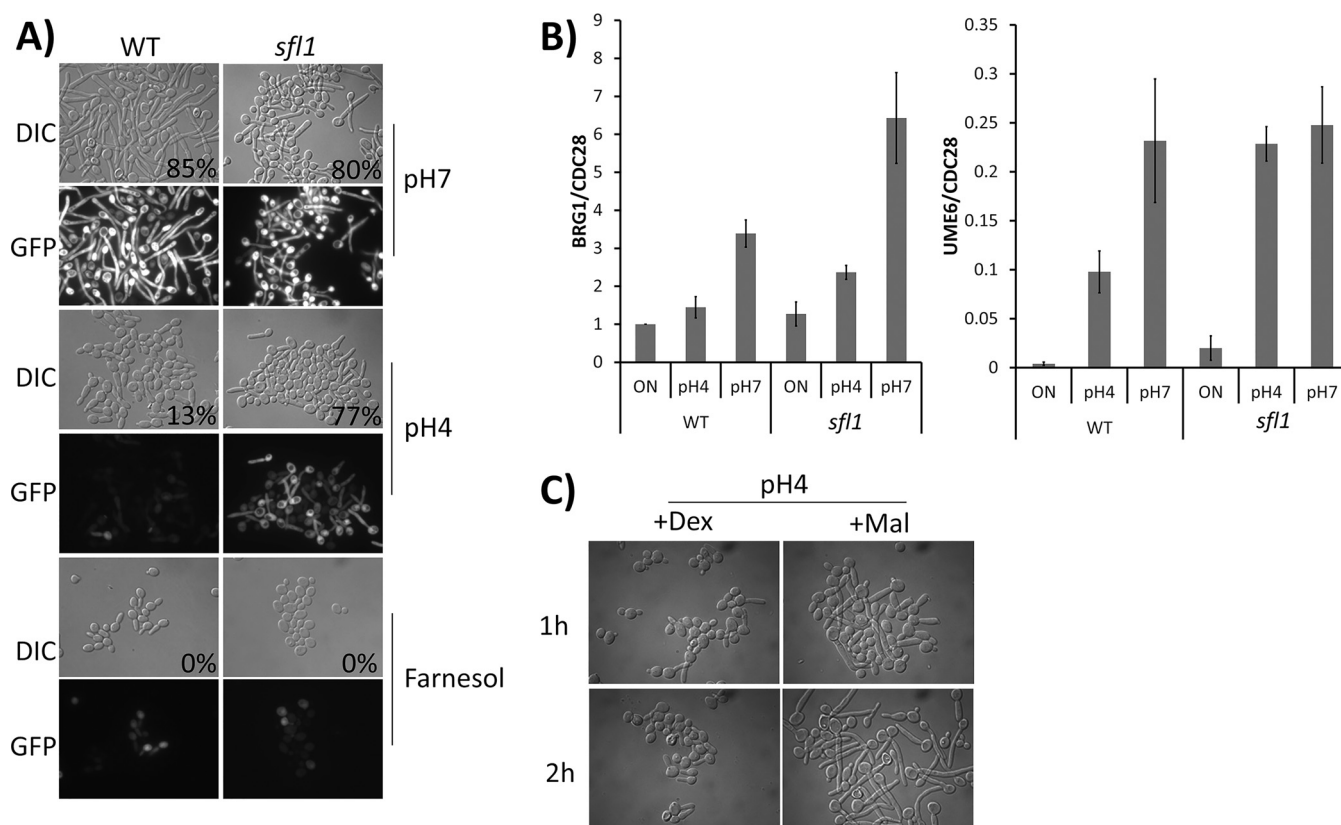 A)
WT sfl1
DIC
85% 80%
pH7
GFP
DIC
13% 77%
pH4
GFP
DIC
0% 0%
Farnesol
GFP
B)
BRG1/CDC28
9
8
7
6
5
4
3
2
1
0
ON pH4 pH7 ON pH4 pH7
WT sfl1
UME6/CDC28
0.35
0.3
0.25
0.2
0.15
0.1
0.05
0
ON pH4 pH7 ON pH4 pH7
WT sfl1
C)
pH4
+Dex +Mal
1h
2h